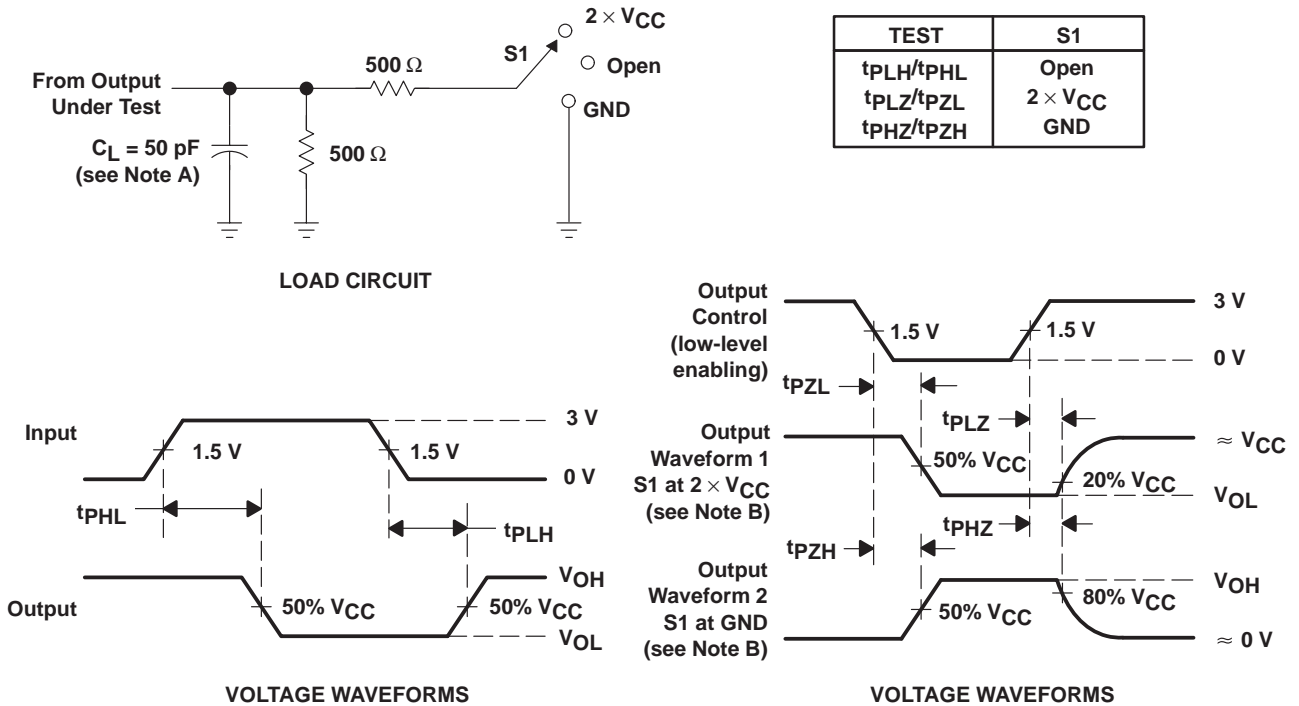 2 × VCC
S1
500 Ω
Open
From Output
Under Test
GND
CL = 50 pF
(see Note A)
500 Ω
LOAD CIRCUIT
TEST S1
tPLH/tPHL Open
tPLZ/tPZL 2 × VCC
tPHZ/tPZH GND
Input
3 V
1.5 V 1.5 V
0 V
tPHL
tPLH
Output
VOH
50% VCC 50% VCC
VOL
VOLTAGE WAVEFORMS
Output
Control
(low-level
enabling)
3 V
1.5 V 1.5 V
0 V
tPZL
tPLZ
Output
Waveform 1
S1 at 2 × VCC
(see Note B)
≈ VCC
50% VCC
20% VCC
VOL
tPHZ
tPZH
Output
Waveform 2
S1 at GND
(see Note B)
VOH
50% VCC
80% VCC
≈ 0 V
VOLTAGE WAVEFORMS